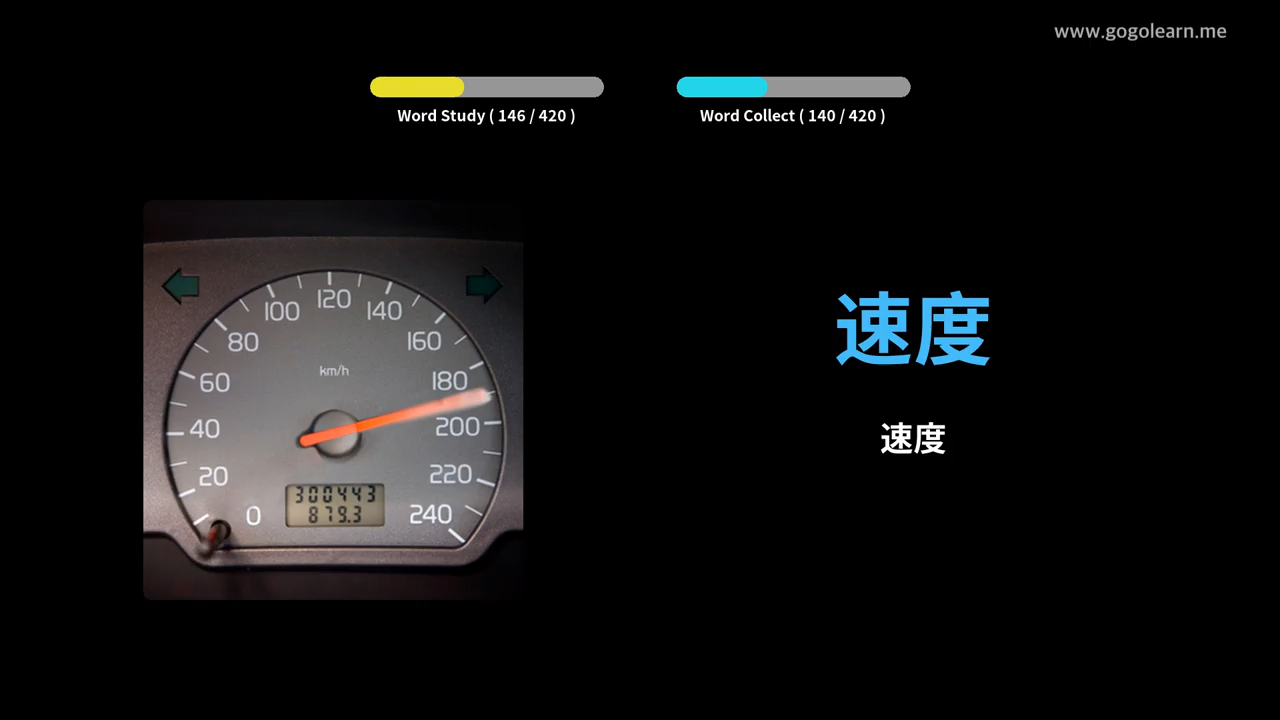 www.gogolearn.me
Word Study ( 146 / 420 )
Word Collect ( 140 / 420 )
120
100
140
80
160
km/h
60
180
40
200
20
220
300443
0
879.3
240
速度
速度